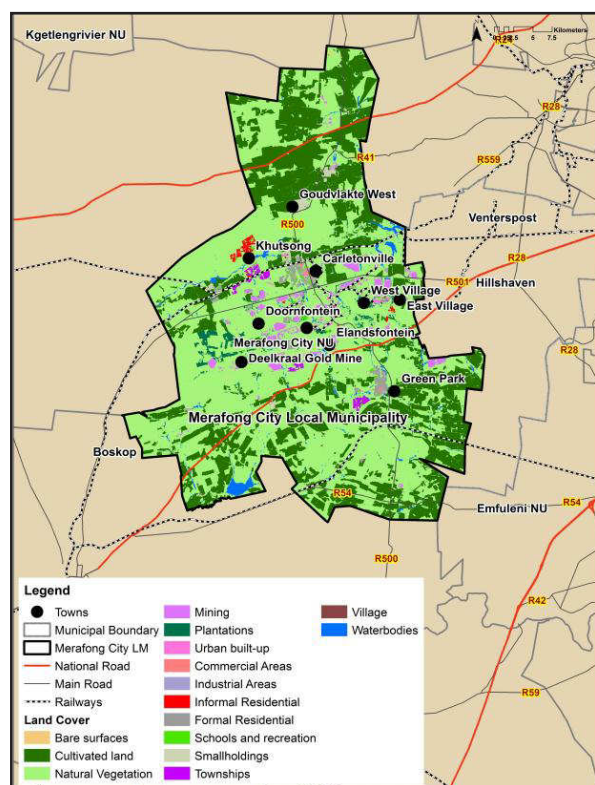 Kgetlengrivier NU
Kilometers
5
7.5
R28
R41
R559
Goudvlakte West
R500
Venterspost
Khutsong
Carletonville
R28
R501
Hillshaven
West Village
East Village
Doornfontein
Elandsfontein
Merafong City NU
R28
Deelkraal Gold Mine
Green Park
Merafong City Local Municipality
Boskop
R54
R54
Emfuleni NU
R500
R42
R59
Legend
Towns
Municipal Boundary
Merafong City LM
National Road
Main Road
Railways
Land Cover
Bare surfaces
Cultivated land
Natural Vegetation
Mining
Plantations
Urban built-up
Commercial Areas
Industrial Areas
Informal Residential
Formal Residential
Schools and recreation
Smallholdings
Townships
Village
Waterbodies